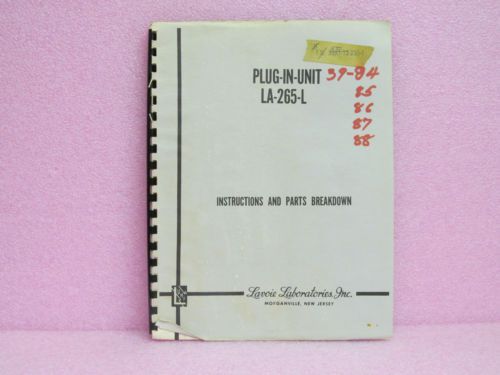 PLUG-IN-UNIT 39-84
LA-265-L 85
86
87
88
INSTRUCTIONS AND PARTS BREAKDOWN
Lavoie Laboratories, Inc.
MORGANVILLE, NEW JERSEY